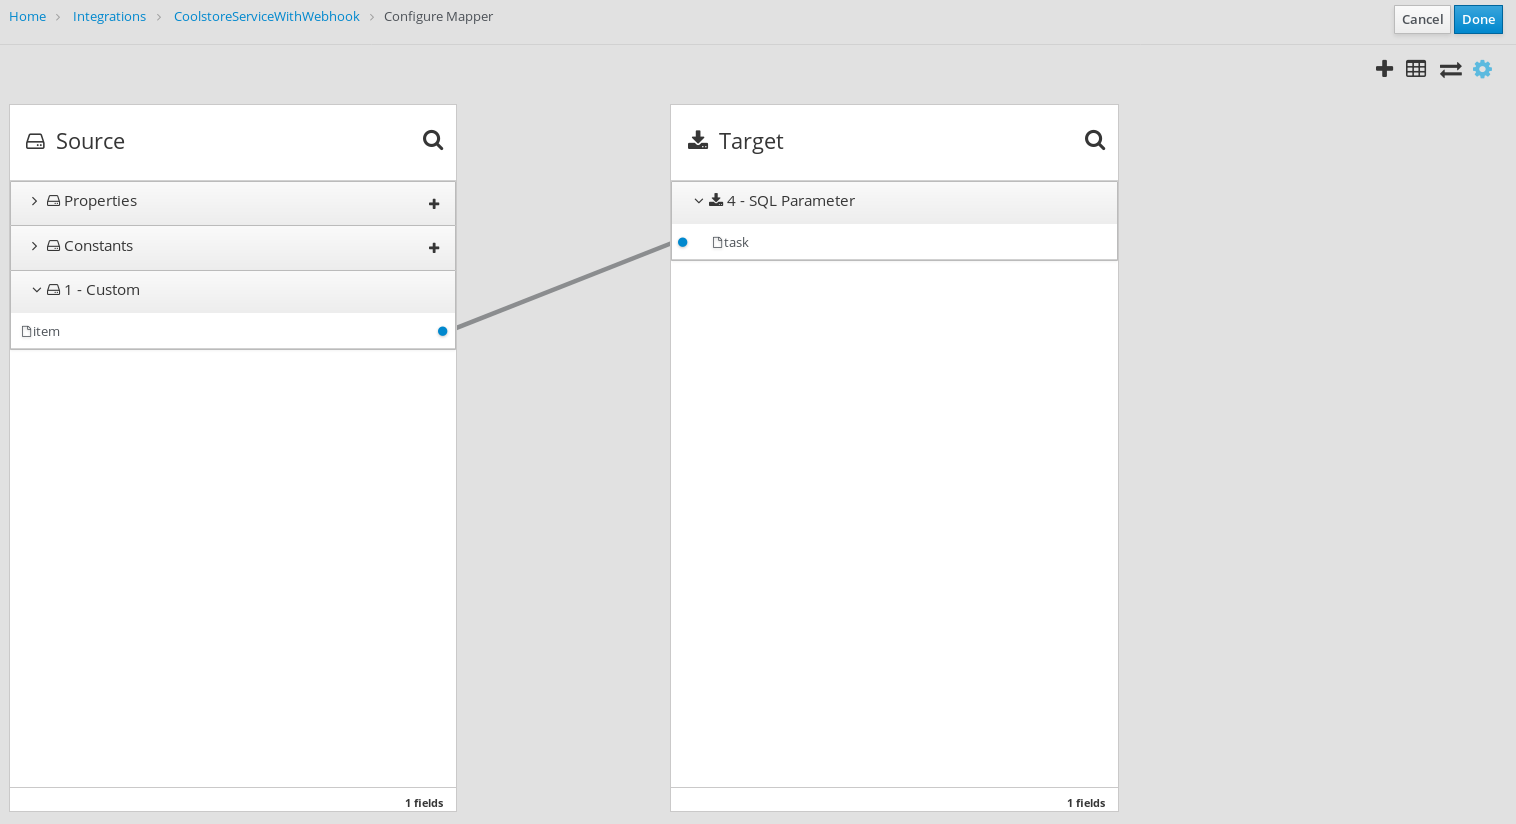 Home Integrations CoolstoreServiceWithWebhook Configure Mapper
Cancel Done
Source
Properties
Constants
1 - Custom
item
1 fields
Target
4 - SQL Parameter
task
1 fields